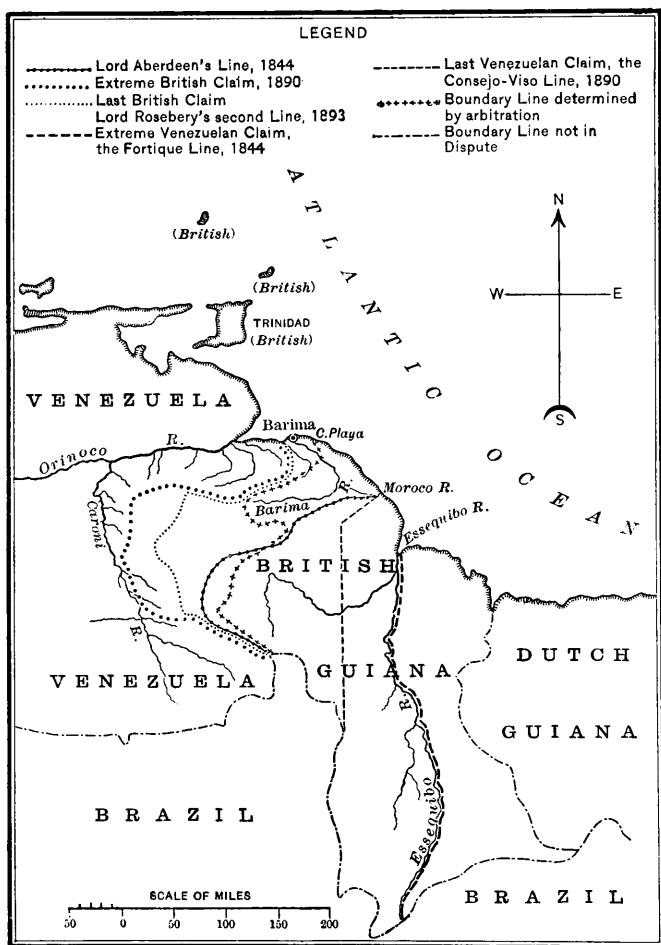 LEGEND
Lord Aberdeen's Line, 1844
Extreme British Claim, 1890
Last British Claim
Lord Rosebery's second Line, 1893
Extreme Venezuelan Claim,
the Fortique Line, 1844
Last Venezuelan Claim, the
Consejo-Viso Line, 1890
Boundary Line determined
by arbitration
Boundary Line not in
Dispute
ATLANTIC OCEAN
N
W
E
S
(British)
(British)
TRINIDAD
(British)
VENEZUELA
Barima
C. Playa
Orinoco R.
Moroco R.
Caroni R.
Barima R.
Essequibo R.
BRITISH
GUIANA
VENEZUELA
DUTCH
GUIANA
R.
Essequibo
BRAZIL
BRAZIL
SCALE OF MILES
50 0 50 100 150 200